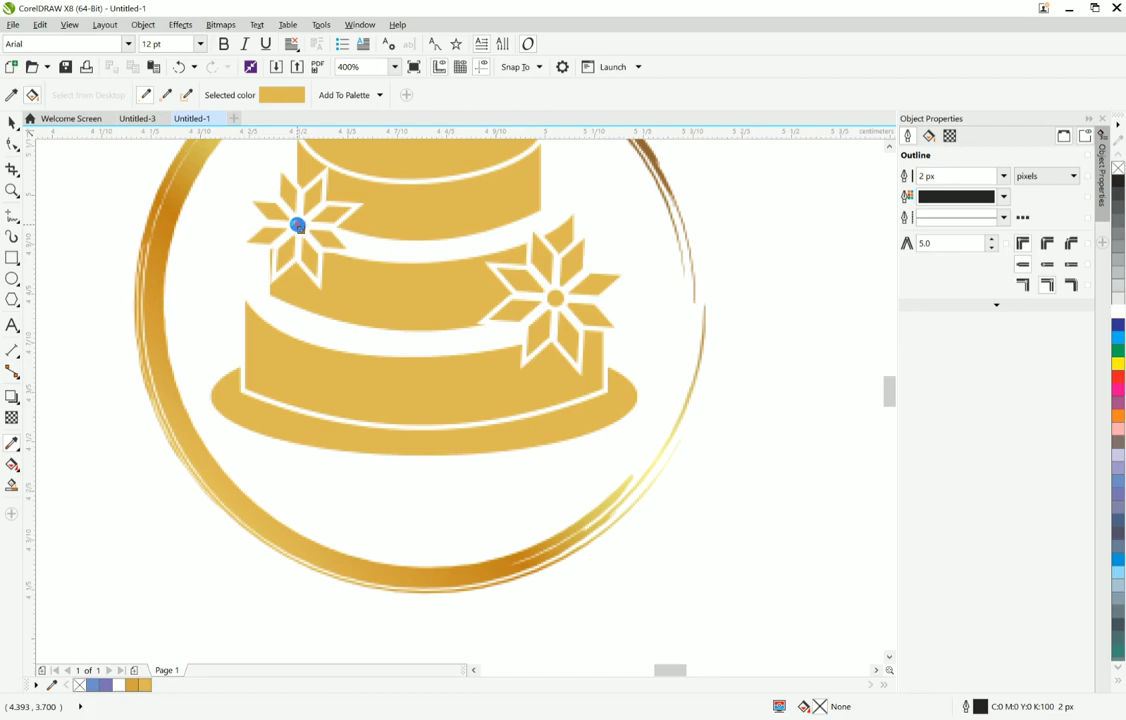 CorelDRAW X8 (64-Bit) - Untitled-1
File Edit View Layout Object Effects Bitmaps Text Table Tools Window Help
Arial 12 pt
400% Snap To Launch
Select from Desktop Selected color Add To Palette
Welcome Screen Untitled-3 Untitled-1
centimeters
Object Properties
Outline
2 px pixels
5.0
Object Properties
1 of 1 Page 1
(4.393, 3.700 ) None C:0 M:0 Y:0 K:100 2 px